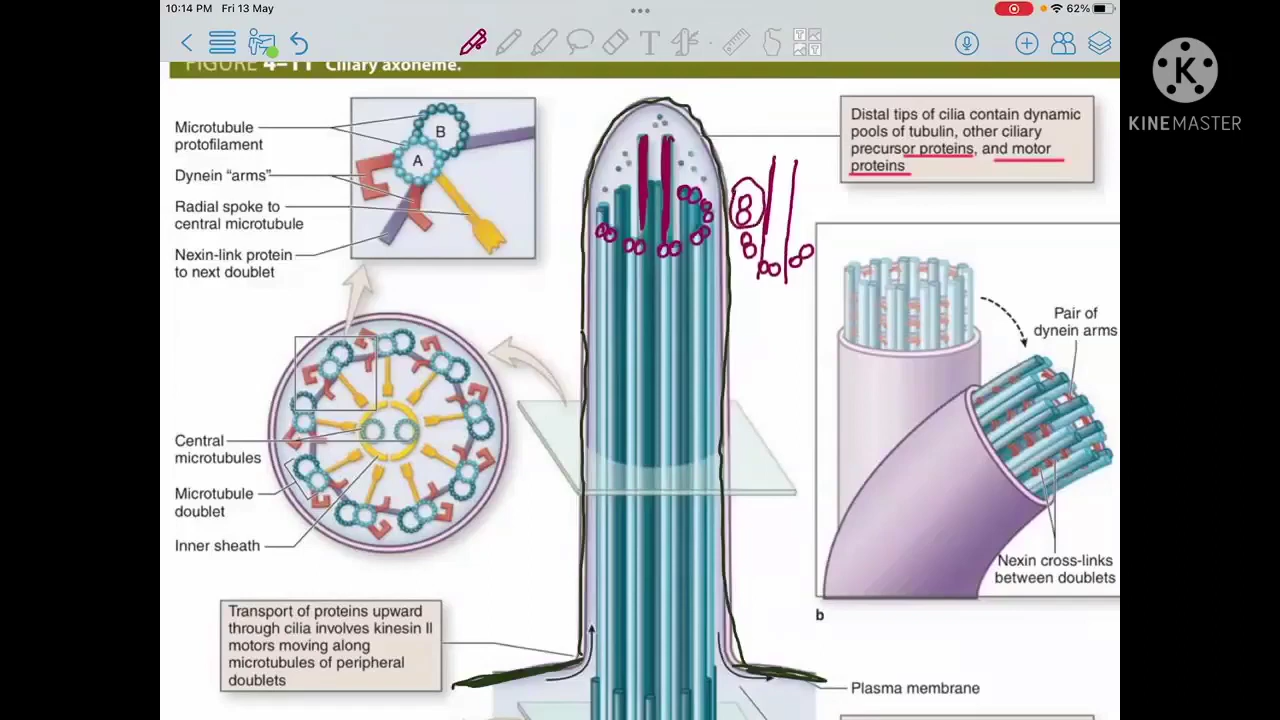 10:14 PM Fri 13 May
62%
FIGURE 4–11 Ciliary axoneme.
K
KINEMASTER
Microtubule
protofilament
Dynein “arms”
Radial spoke to
central microtubule
Nexin-link protein
to next doublet
B
A
Distal tips of cilia contain dynamic
pools of tubulin, other ciliary
precursor proteins, and motor
proteins
Pair of
dynein arms
Central
microtubules
Microtubule
doublet
Inner sheath
Nexin cross-links
between doublets
b
Transport of proteins upward
through cilia involves kinesin II
motors moving along
microtubules of peripheral
doublets
Plasma membrane